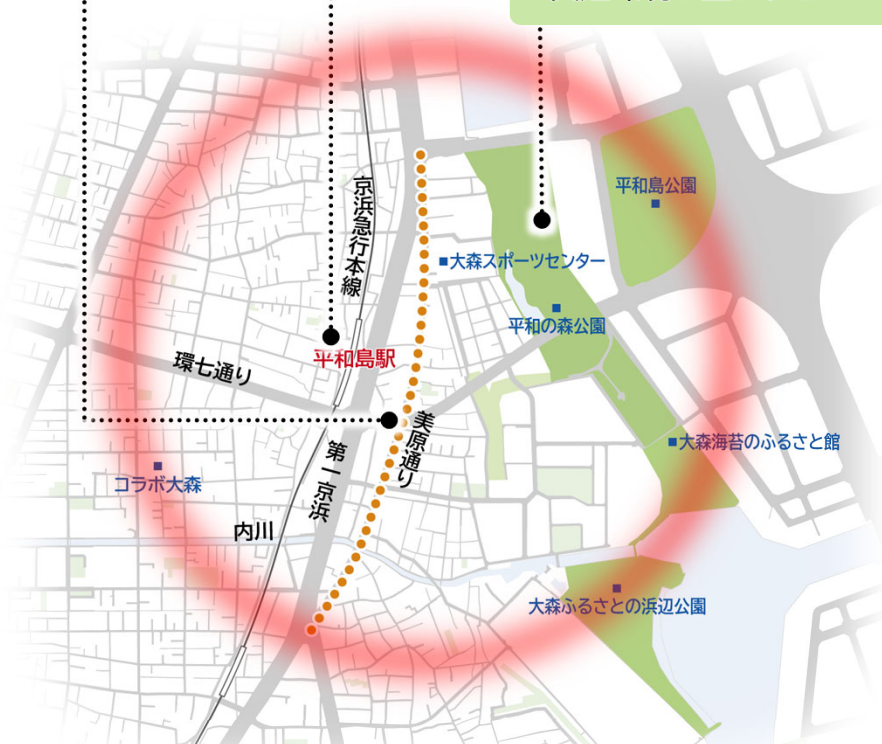 平和島公園
京浜急行本線
大森スポーツセンター
平和の森公園
平和島駅
環七通り
美原通り
大森海苔のふるさと館
第一京浜
コラボ大森
内川
大森ふるさとの浜辺公園